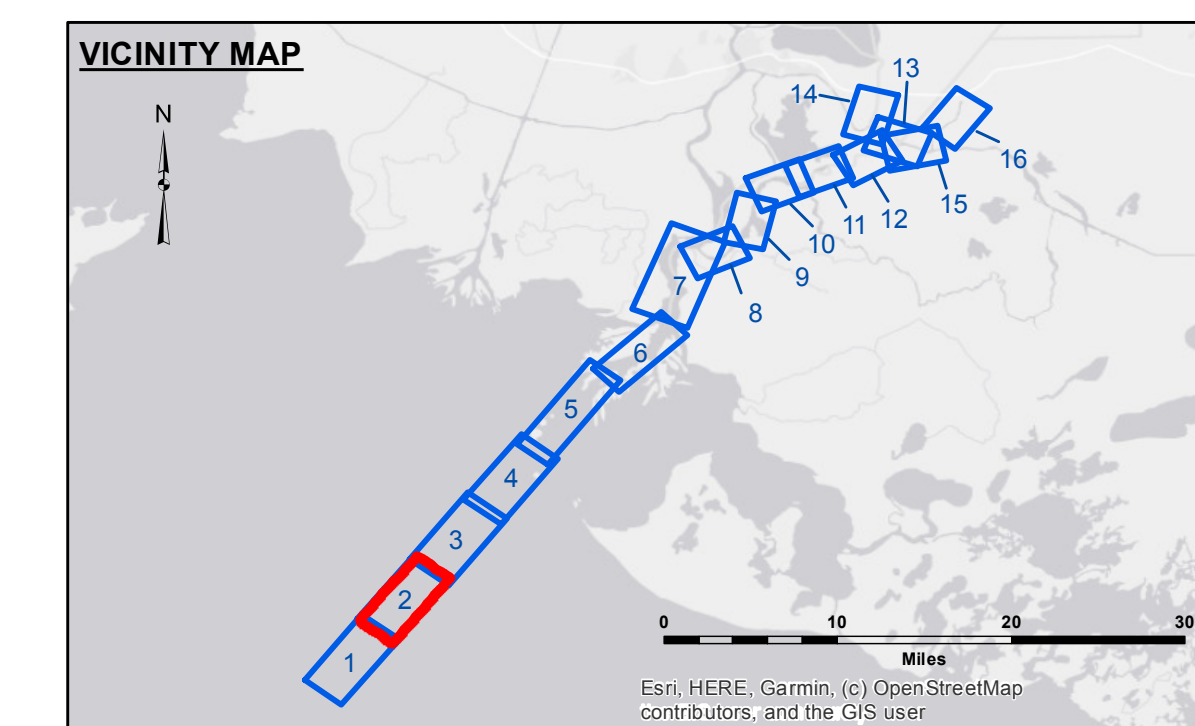 VICINITY MAP
N
13
14
16
15
12
11
10
9
8
7
6
5
4
3
2
1
0 10 20 30
Miles
Esri, HERE, Garmin, (c) OpenStreetMap
contributors, and the GIS user